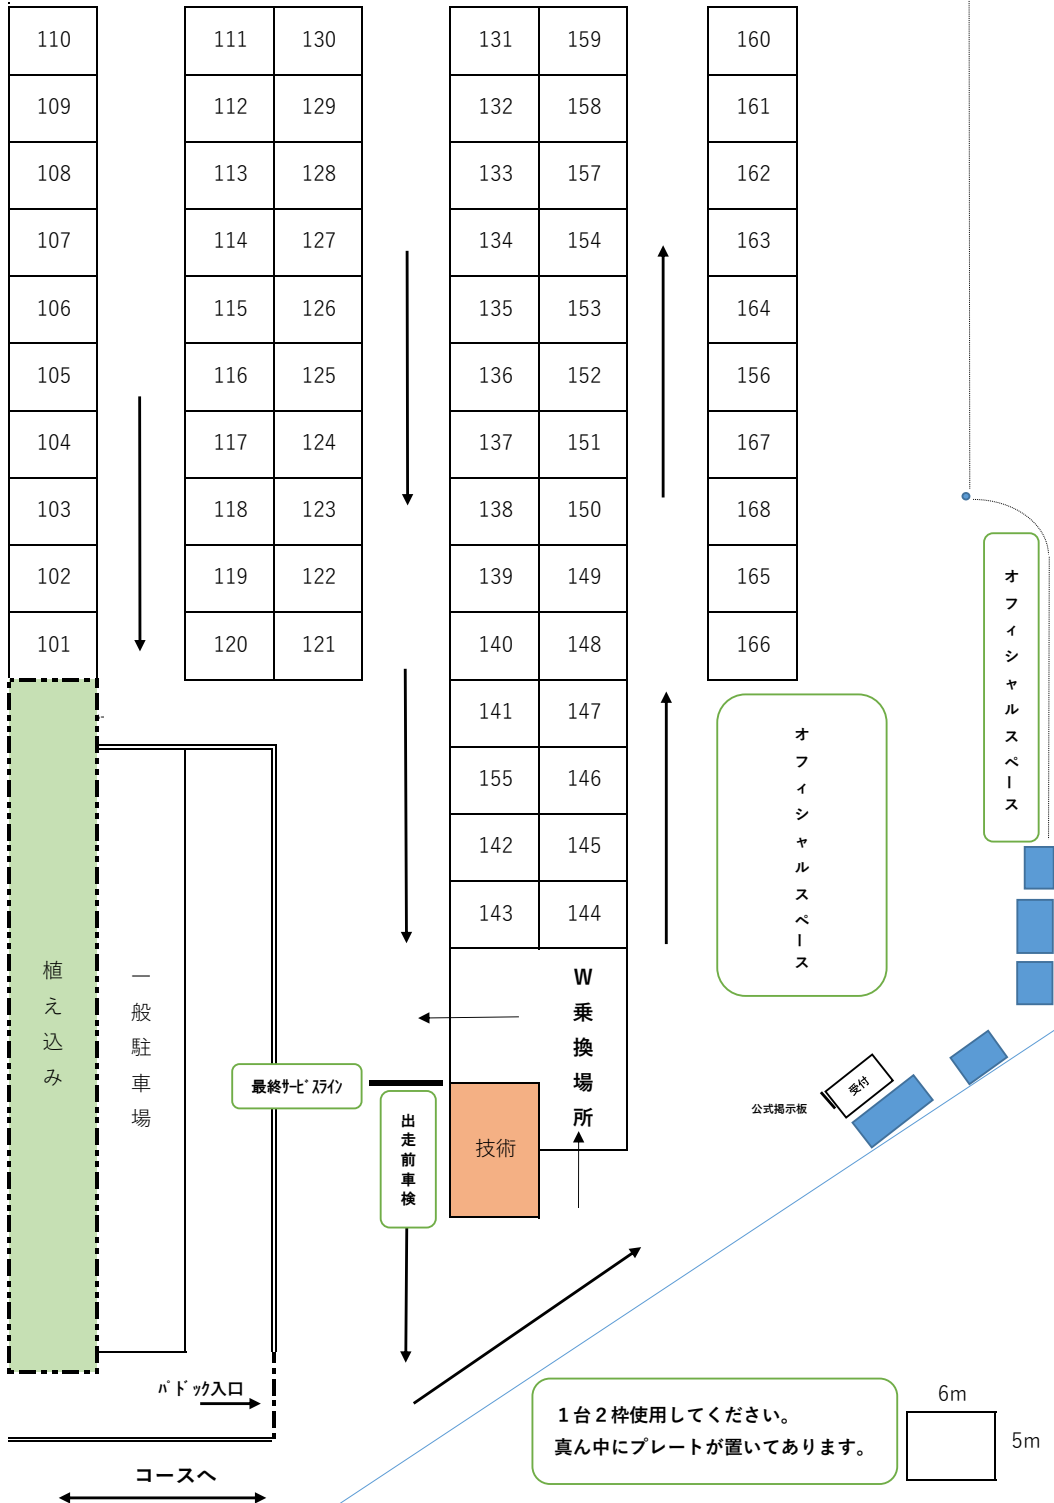 110 111 130 131 159 160
109 112 129 132 158 161
108 113 128 133 157 162
107 114 127 134 154 163
106 115 126 135 153 164
105 116 125 136 152 156
104 117 124 137 151 167
103 118 123 138 150 168
102 119 122 139 149 165
101 120 121 140 148 166
141 147
155 146
142 145
143 144
オフィシャルスペース
オフィシャルスペース
植え込み
一般駐車場
W乗換場所
最終ｻｰﾋﾞｽﾗｲﾝ
出走前車検
技術
公式掲示板
受付
ﾊﾟﾄﾞｯｸ入口
コースへ
１台２枠使用してください。
真ん中にプレートが置いてあります。
6m
5m